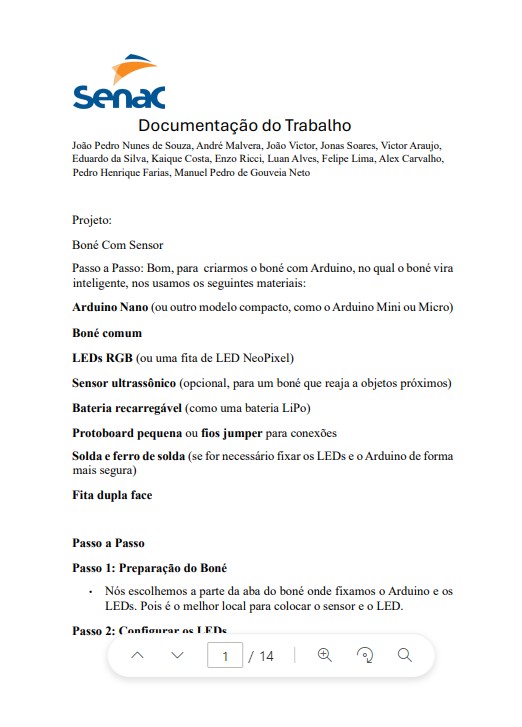 Senac
Documentação do Trabalho
João Pedro Nunes de Souza, André Malvera, João Victor, Jonas Soares, Victor Araujo,
Eduardo da Silva, Kaique Costa, Enzo Ricci, Luan Alves, Felipe Lima, Alex Carvalho,
Pedro Henrique Farias, Manuel Pedro de Gouveia Neto
Projeto:
Boné Com Sensor
Passo a Passo: Bom, para  criarmos o boné com Arduino, no qual o boné vira
inteligente, nos usamos os seguintes materiais:
Arduino Nano (ou outro modelo compacto, como o Arduino Mini ou Micro)
Boné comum
LEDs RGB (ou uma fita de LED NeoPixel)
Sensor ultrassônico (opcional, para um boné que reaja a objetos próximos)
Bateria recarregável (como uma bateria LiPo)
Protoboard pequena ou fios jumper para conexões
Solda e ferro de solda (se for necessário fixar os LEDs e o Arduino de forma
mais segura)
Fita dupla face
Passo a Passo
Passo 1: Preparação do Boné
• Nós escolhemos a parte da aba do boné onde fixamos o Arduino e os
LEDs. Pois é o melhor local para colocar o sensor e o LED.
Passo 2: Configurar os LEDs
1 / 14